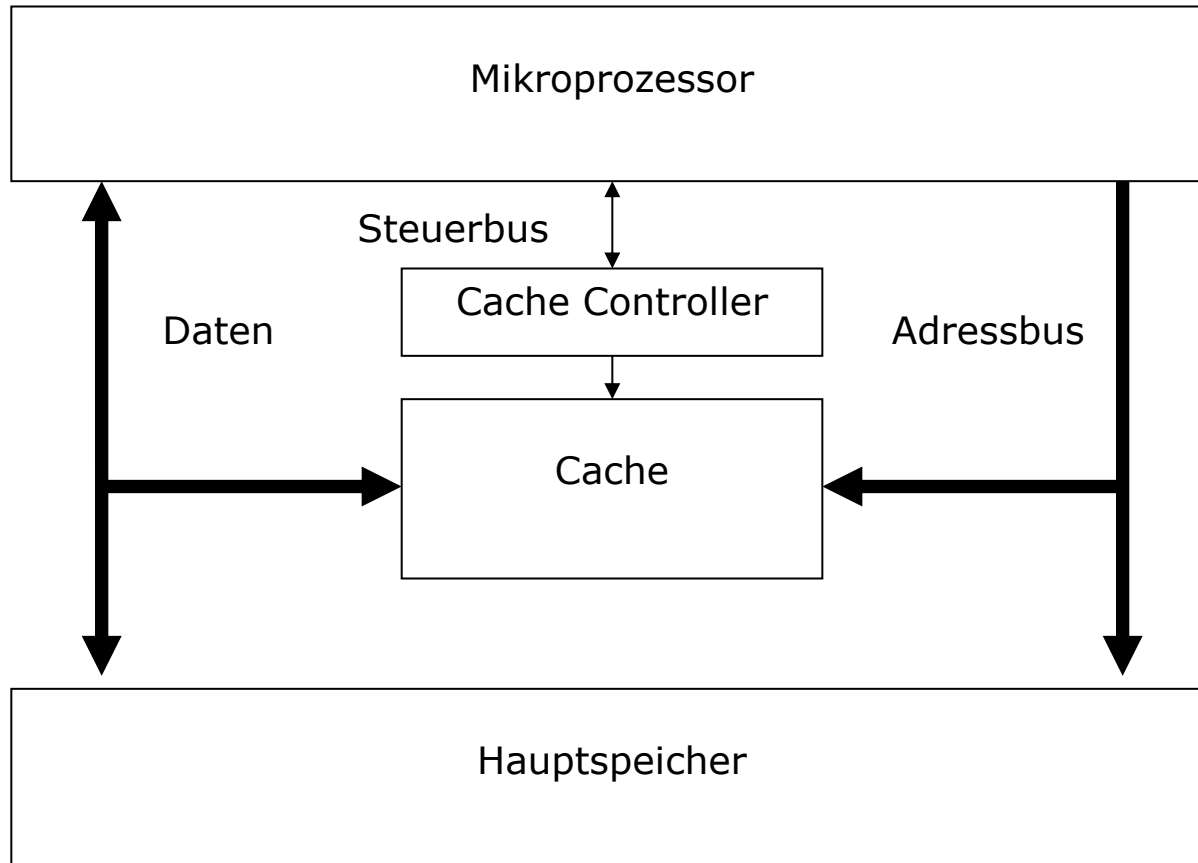 Mikroprozessor
Steuerbus
Cache Controller
Daten
Adressbus
Cache
Hauptspeicher